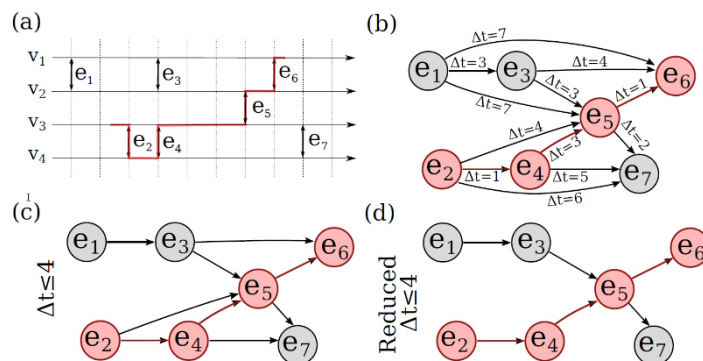 (a)
v1
v2
v3
v4
e1
e3
e6
e5
e2
e4
e7
(b)
Δt=7
e1
Δt=3
e3
Δt=4
e6
Δt=7
Δt=3
Δt=1
e5
Δt=4
Δt=3
Δt=2
e2
Δt=1
e4
Δt=5
e7
Δt=6
(c)
I
Δt≤4
e1
e3
e6
e5
e2
e4
e7
(d)
Reduced
Δt≤4
e1
e3
e6
e5
e2
e4
e7